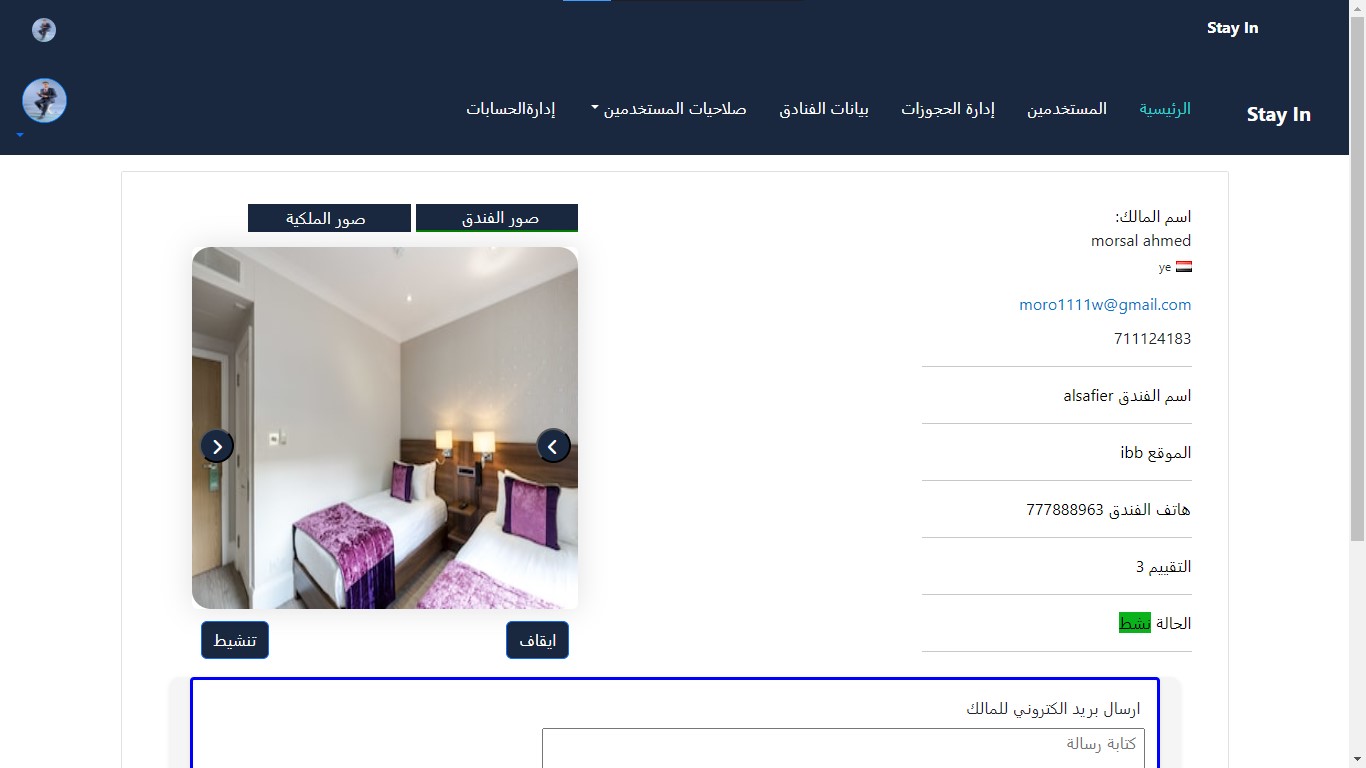 Stay In
Stay In
الرئيسية
المستخدمين
إدارة الحجوزات
بيانات الفنادق
صلاحيات المستخدمين
إدارةالحسابات
اسم المالك:
morsal ahmed
ye
moro1111w@gmail.com
711124183
اسم الفندق alsafier
الموقع ibb
هاتف الفندق 777888963
التقييم 3
الحالة نشط
صور الفندق
صور الملكية
ايقاف
تنشيط
ارسال بريد الكتروني للمالك
كتابة رسالة